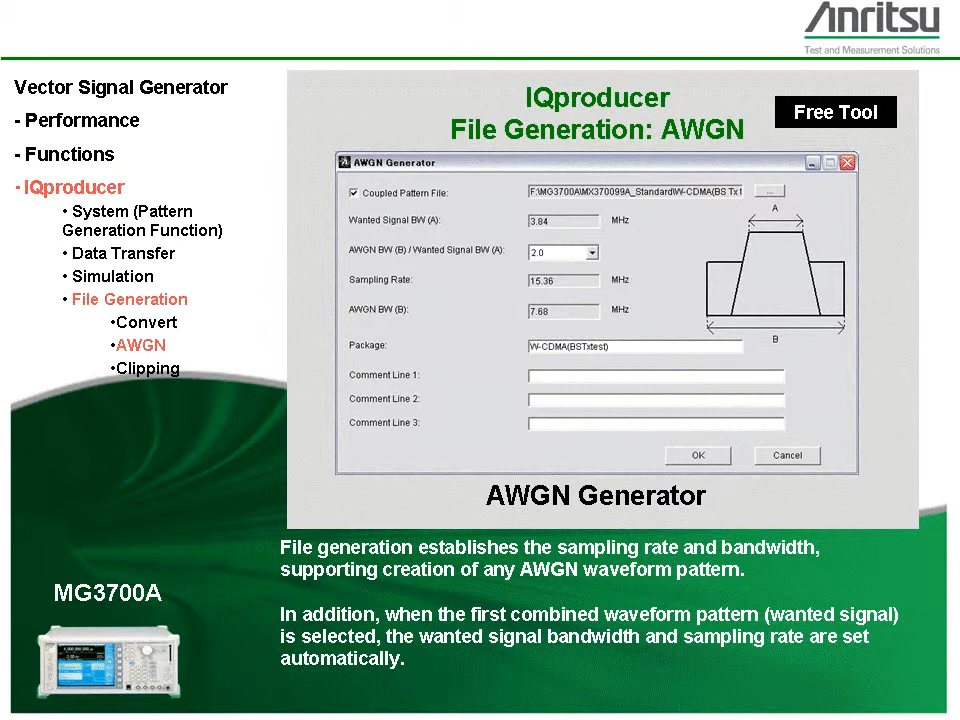 Anritsu
Test and Measurement Solutions
Vector Signal Generator
- Performance
- Functions
- IQproducer
• System (Pattern
Generation Function)
• Data Transfer
• Simulation
• File Generation
•Convert
•AWGN
•Clipping
MG3700A
IQproducer
File Generation: AWGN
Free Tool
AWGN Generator
Coupled Pattern File: F:\MG3700A\MX370099A_Standard\W-CDMA(BS Tx1 ...
Wanted Signal BW (A): 3.84 MHz
AWGN BW (B) / Wanted Signal BW (A): 2.0
Sampling Rate: 15.36 MHz
AWGN BW (B): 7.68 MHz
Package: W-CDMA(BSTxtest)
Comment Line 1:
Comment Line 2:
Comment Line 3:
A
B
OK Cancel
AWGN Generator
File generation establishes the sampling rate and bandwidth,
supporting creation of any AWGN waveform pattern.
In addition, when the first combined waveform pattern (wanted signal)
is selected, the wanted signal bandwidth and sampling rate are set
automatically.